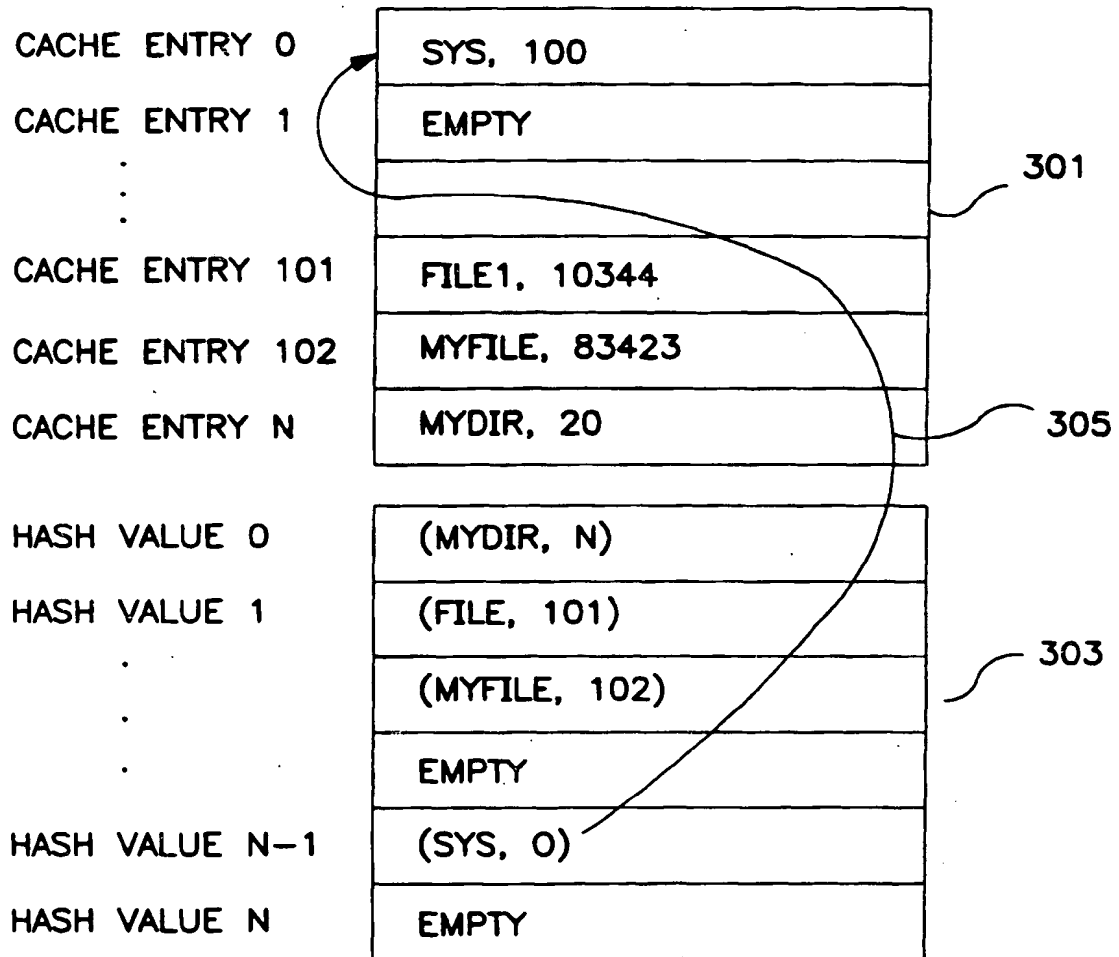 CACHE ENTRY 0 SYS, 100
CACHE ENTRY 1 EMPTY
301
CACHE ENTRY 101 FILE1, 10344
CACHE ENTRY 102 MYFILE, 83423
CACHE ENTRY N MYDIR, 20 305
HASH VALUE 0 (MYDIR, N)
HASH VALUE 1 (FILE, 101)
303
(MYFILE, 102)
EMPTY
HASH VALUE N-1 (SYS, 0)
HASH VALUE N EMPTY